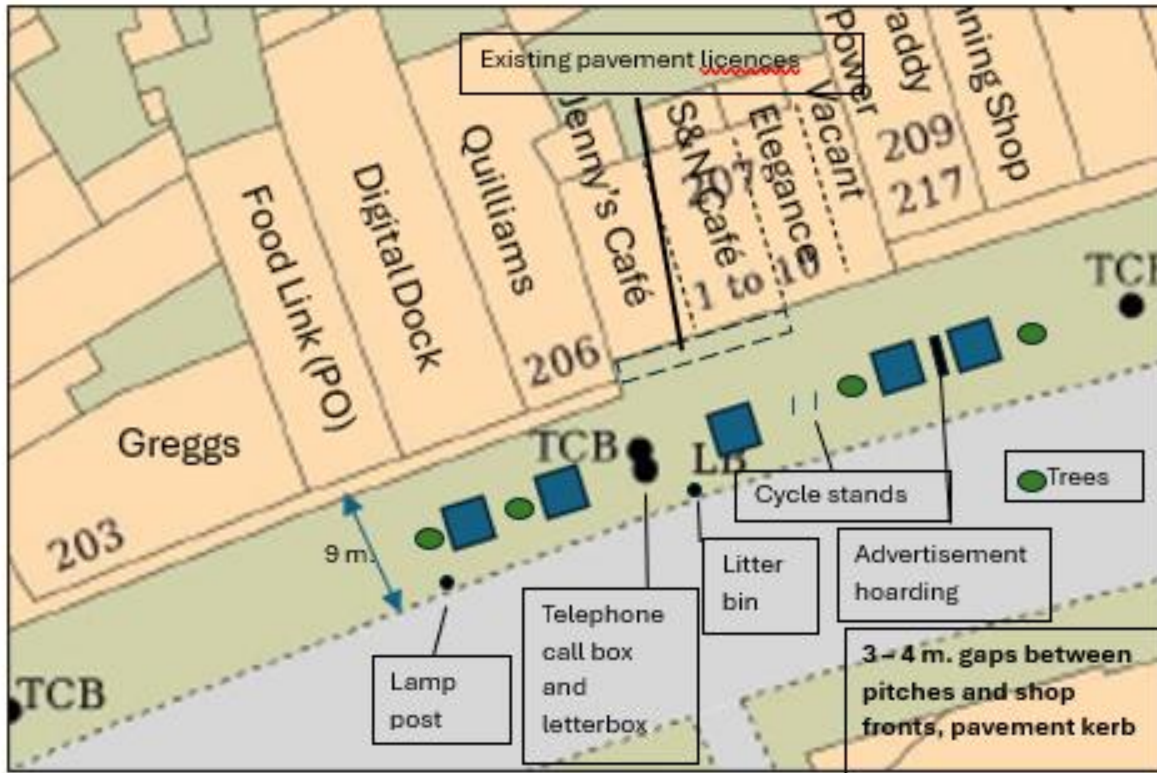 Existing pavement licences
Power
addy
nning Shop
209
217
Vacant
Elegance
S&N Café
207
1 to 10
Jenny's Café
Quilliams
206
Digital Dock
Food Link (PO)
Greggs
203
9 m.
TCB
LB
TCB
TCB
Cycle stands
Trees
Litter
bin
Advertisement
hoarding
Telephone
call box
and
letterbox
Lamp
post
3 – 4 m. gaps between
pitches and shop
fronts, pavement kerb